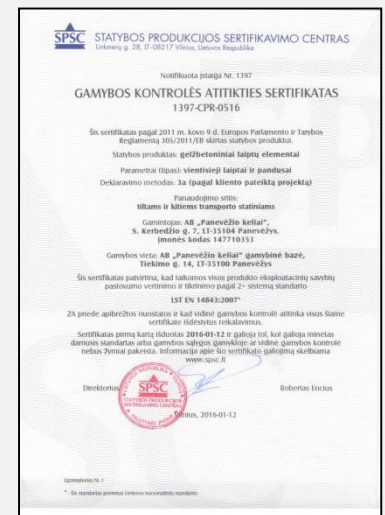 SPSC
STATYBOS PRODUKCIJOS SERTIFIKAVIMO CENTRAS
Linkmenų g. 28, LT-08217 Vilnius, Lietuvos Respublika
Notifikuota įstaiga Nr. 1397
GAMYBOS KONTROLĖS ATITIKTIES SERTIFIKATAS
1397-CPR-0516
Šis sertifikatas pagal 2011 m. kovo 9 d. Europos Parlamento ir Tarybos
Reglamentą 305/2011/EB skirtas statybos produktui.
Statybos produktas: gelžbetoniniai laiptų elementai
Parametrai (tipas): vientisieji laiptai ir pandusai
Deklaravimo metodas: 3a (pagal kliento pateiktą projektą)
Panaudojimo sritis:
tiltams ir kitiems transporto statiniams
Gamintojas: AB „Panevėžio keliai“,
S. Kerbedžio g. 7, LT-35104 Panevėžys,
įmonės kodas 147710353
Gamybos vieta: AB „Panevėžio keliai“ gamybinė bazė,
Tiekimo g. 14, LT-35100 Panevėžys
Šis sertifikatas patvirtina, kad taikomos visos produkto eksploatacinių savybių
pastovumo vertinimo ir tikrinimo pagal 2+ sistemą standarto
LST EN 14843:2007*
ZA priede apibrėžtos nuostatos ir kad vidinė gamybos kontrolė atitinka visus šiame
sertifikate išdėstytus reikalavimus.
Sertifikatas pirmą kartą išduotas 2016-01-12 ir galioja tol, kol galioja minėtas
darnusis standartas arba gamybos sąlygos gamykloje ar vidinė gamybos kontrolė
nebus žymiai pakeista. Informacija apie šio sertifikato galiojimą skelbiama
www.spsc.lt
Direktorius
SPSC
Robertas Encius
Vilnius, 2016-01-12
* Šis standartas perimtas Lietuvos nacionaliniu standartu